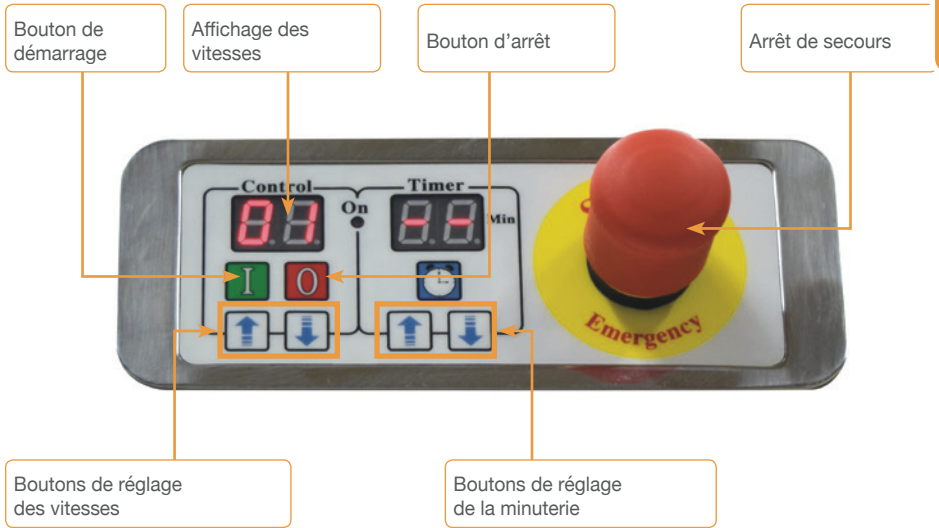 Bouton de
démarrage
Affichage des
vitesses
Bouton d'arrêt
Arrêt de secours
Control
Timer
On
01
--
Min
I
0
Emergency
Boutons de réglage
des vitesses
Boutons de réglage
de la minuterie